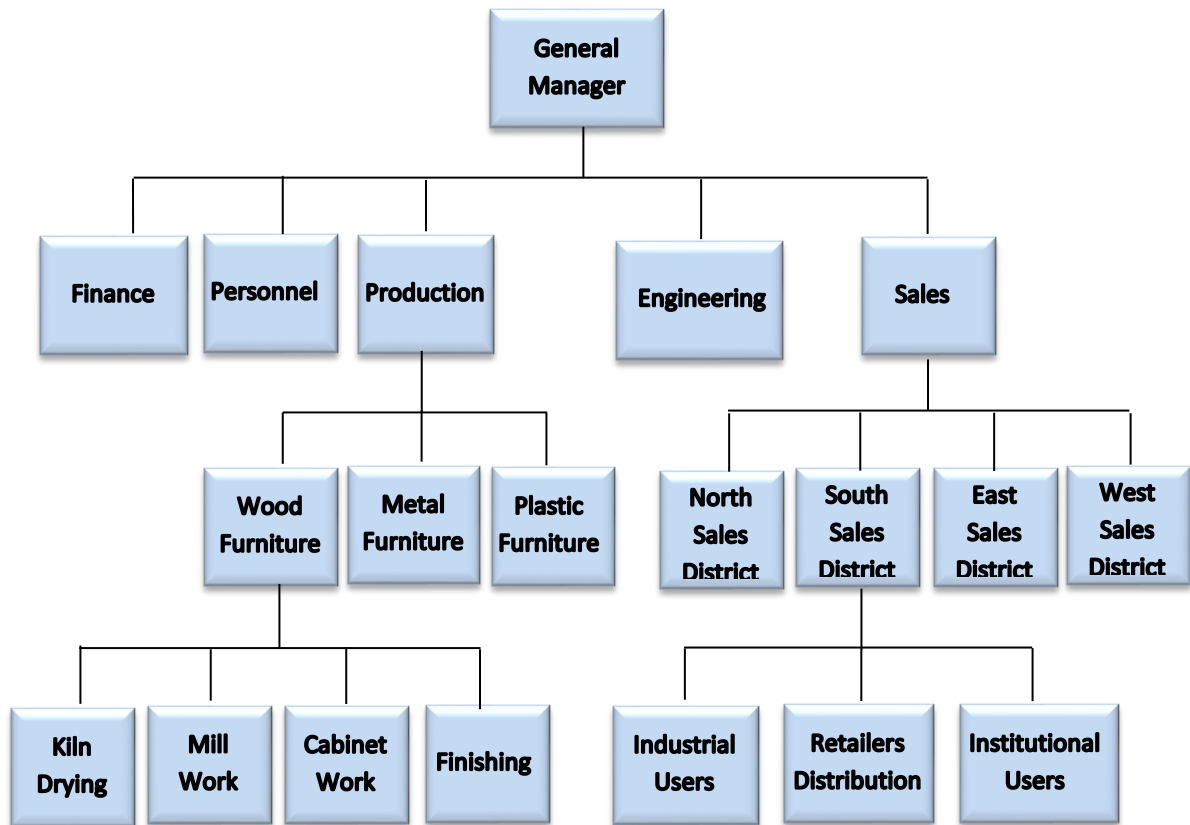 General
Manager
Finance
Personnel
Production
Engineering
Sales
Wood
Furniture
Metal
Furniture
Plastic
Furniture
North
Sales
District
South
Sales
District
East
Sales
District
West
Sales
District
Kiln
Drying
Mill
Work
Cabinet
Work
Finishing
Industrial
Users
Retailers
Distribution
Institutional
Users